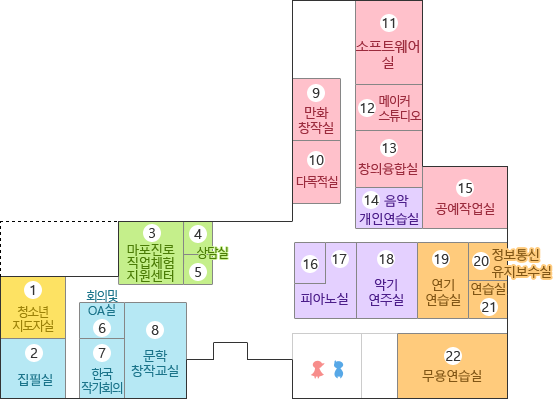 11
소프트웨어
실
9
만화
창작실
12 메이커
스튜디오
10
다목적실
13
창의융합실
14 음악
개인연습실
15
공예작업실
3
마포진로
직업체험
지원센터
4
상담실
5
16
17
피아노실
18
악기
연주실
19
연기
연습실
20 정보통신
유지보수실
연습실
21
1
청소년
지도자실
2
집필실
회의및
OA실
6
7
한국
작가회의
8
문학
창작교실
22
무용연습실